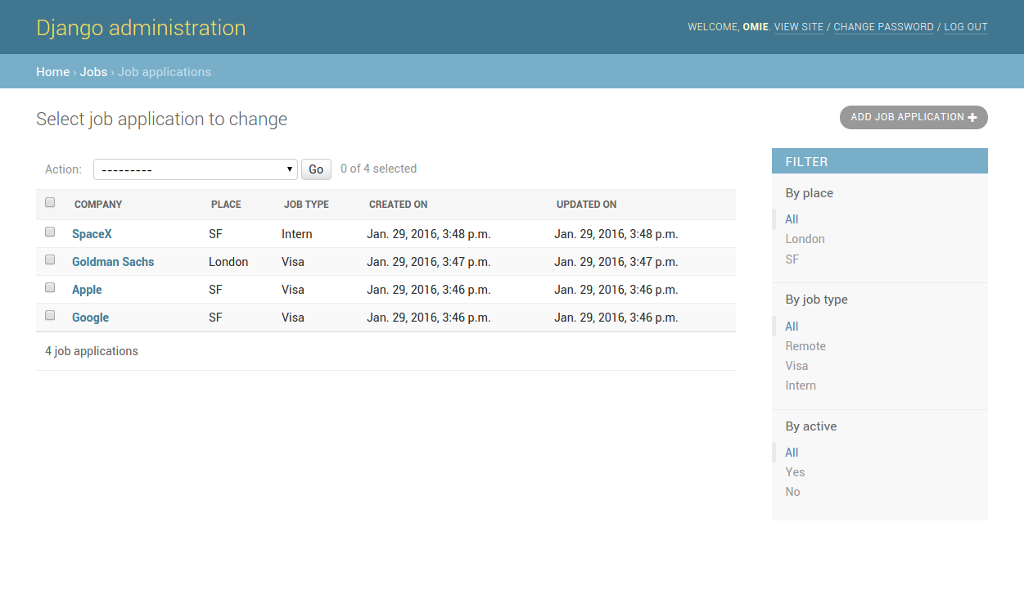 Django administration
WELCOME, OMIE. VIEW SITE / CHANGE PASSWORD / LOG OUT
Home › Jobs › Job applications
Select job application to change
ADD JOB APPLICATION
Action: --------- Go 0 of 4 selected
COMPANY PLACE JOB TYPE CREATED ON UPDATED ON
SpaceX SF Intern Jan. 29, 2016, 3:48 p.m. Jan. 29, 2016, 3:48 p.m.
Goldman Sachs London Visa Jan. 29, 2016, 3:47 p.m. Jan. 29, 2016, 3:47 p.m.
Apple SF Visa Jan. 29, 2016, 3:46 p.m. Jan. 29, 2016, 3:46 p.m.
Google SF Visa Jan. 29, 2016, 3:46 p.m. Jan. 29, 2016, 3:46 p.m.
4 job applications
FILTER
By place
All
London
SF
By job type
All
Remote
Visa
Intern
By active
All
Yes
No